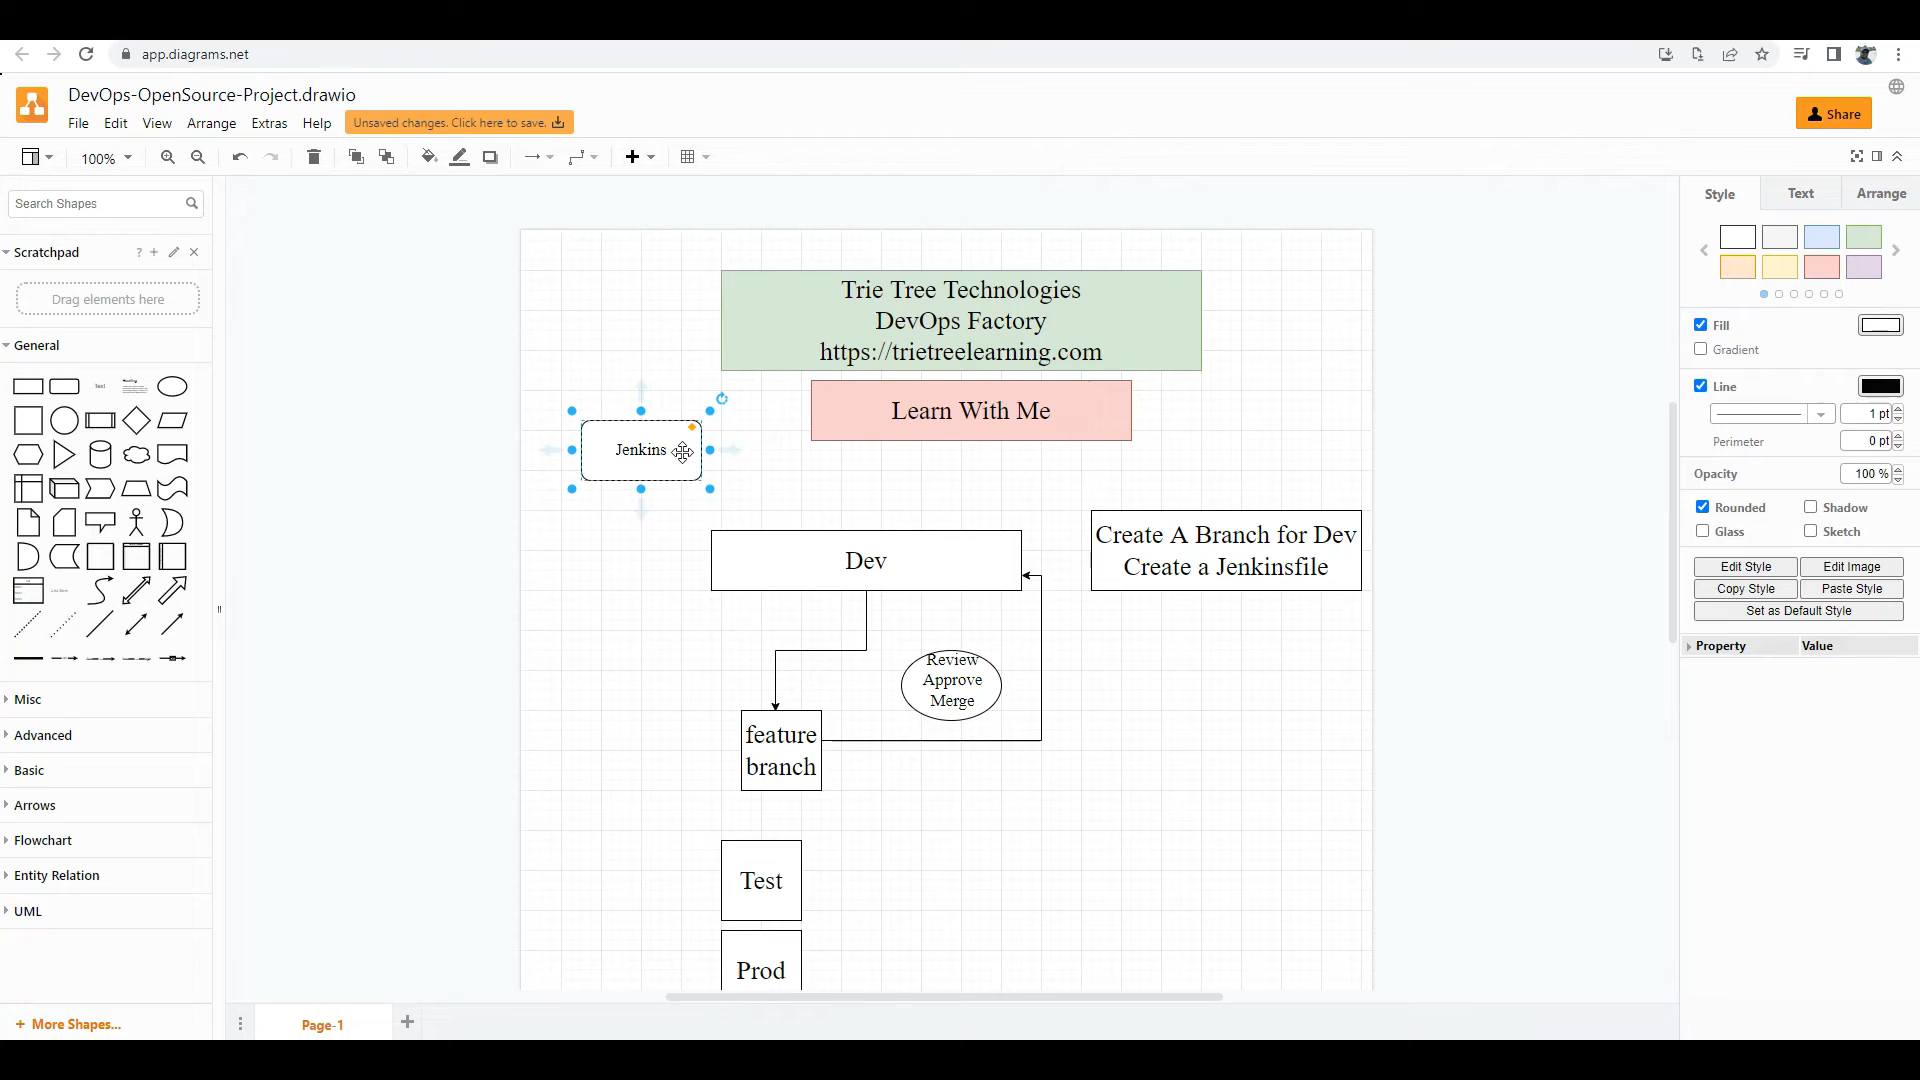 app.diagrams.net
DevOps-OpenSource-Project.drawio
Share
File Edit View Arrange Extras Help Unsaved changes. Click here to save.
100%
Search Shapes
Style Text Arrange
Scratchpad ? + ✕
Drag elements here
General
Text
Heading
List Item
Misc
Advanced
Basic
Arrows
Flowchart
Entity Relation
UML
+ More Shapes...
Trie Tree Technologies
DevOps Factory
https://trietreelearning.com
Learn With Me
Jenkins
Dev
Create A Branch for Dev
Create a Jenkinsfile
Review
Approve
Merge
feature
branch
Test
Prod
Page-1
Fill
Gradient
Line
1 pt
Perimeter 0 pt
Opacity 100 %
Rounded Shadow
Glass Sketch
Edit Style Edit Image
Copy Style Paste Style
Set as Default Style
Property Value